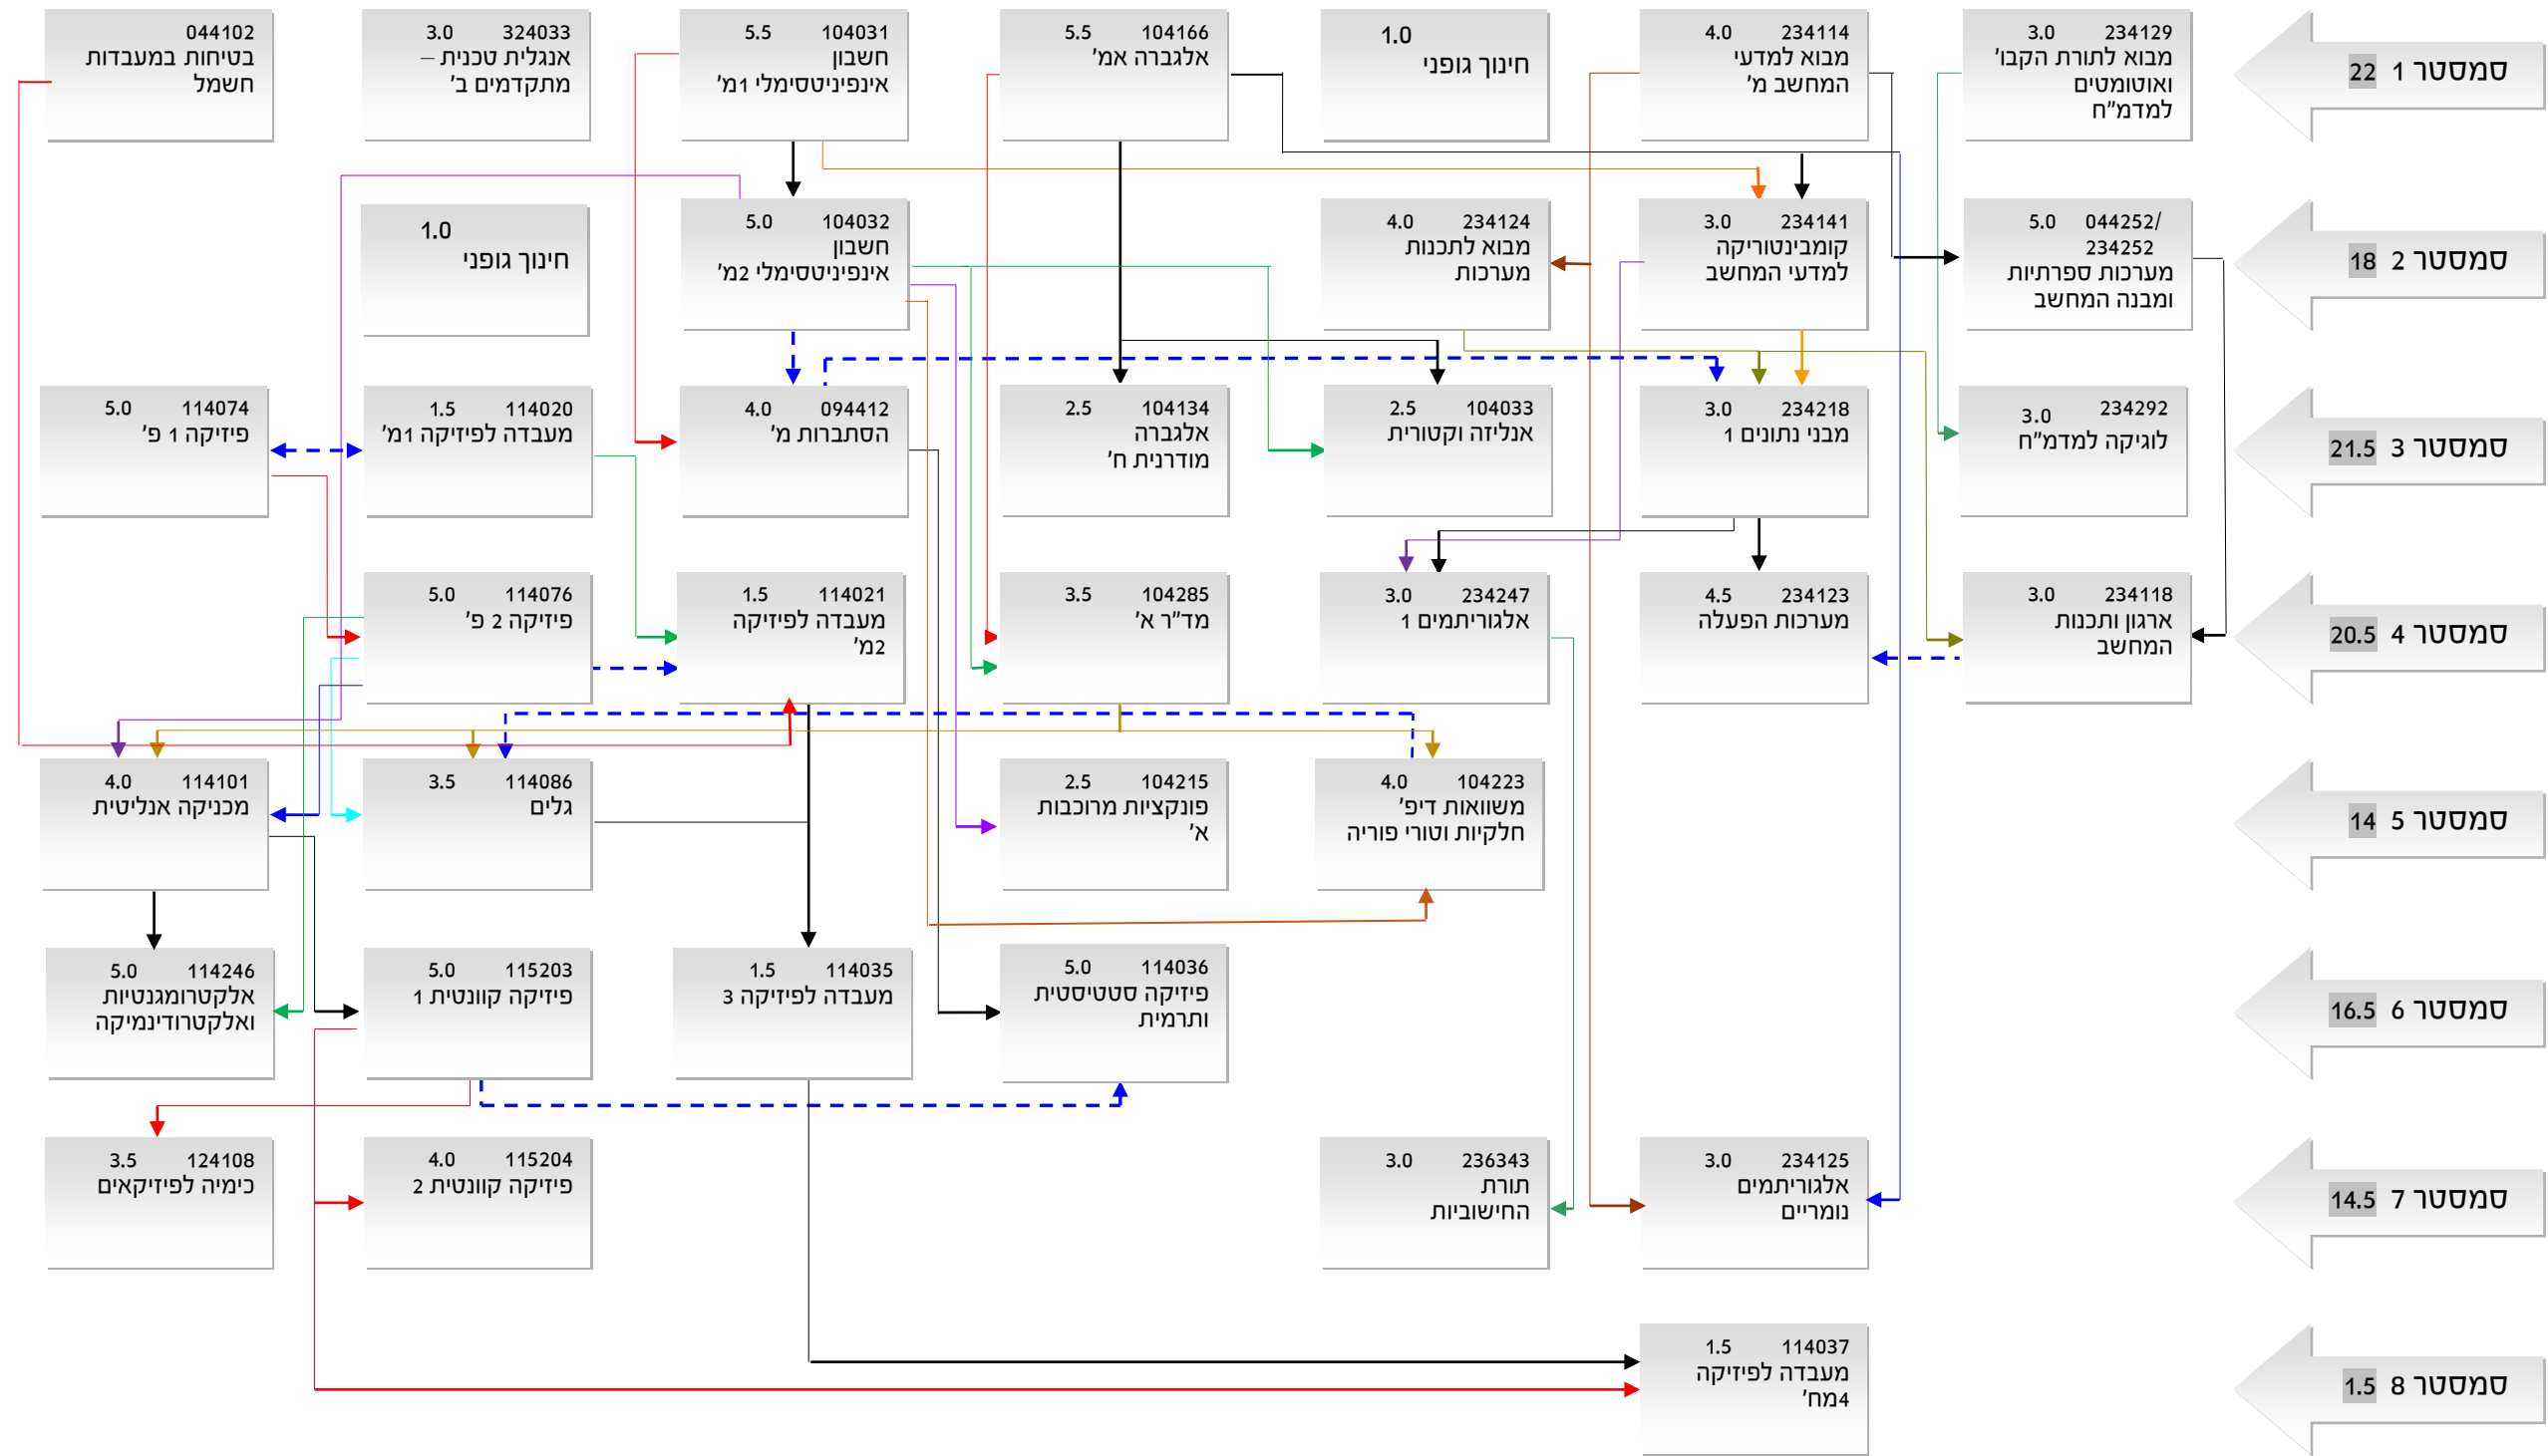 סמסטר 1 22
234129 3.0
מבוא לתורת הקבו'
ואוטומטים
למדמ"ח
234114 4.0
מבוא למדעי
המחשב מ'
1.0
חינוך גופני
104166 5.5
אלגברה אמ'
104031 5.5
חשבון
אינפיניטסימלי 1מ'
324033 3.0
אנגלית טכנית –
מתקדמים ב'
044102
בטיחות במעבדות
חשמל
סמסטר 2 18
044252/ 5.0
234252
מערכות ספרתיות
ומבנה המחשב
234141 3.0
קומבינטוריקה
למדעי המחשב
234124 4.0
מבוא לתכנות
מערכות
104032 5.0
חשבון
אינפיניטסימלי 2מ'
1.0
חינוך גופני
סמסטר 3 21.5
234292 3.0
לוגיקה למדמ"ח
234218 3.0
מבני נתונים 1
104033 2.5
אנליזה וקטורית
104134 2.5
אלגברה
מודרנית ח'
094412 4.0
הסתברות מ'
114020 1.5
מעבדה לפיזיקה 1מ'
114074 5.0
פיזיקה 1 פ'
סמסטר 4 20.5
234118 3.0
ארגון ותכנות
המחשב
234123 4.5
מערכות הפעלה
234247 3.0
אלגוריתמים 1
104285 3.5
מד"ר א'
114021 1.5
מעבדה לפיזיקה
2מ'
114076 5.0
פיזיקה 2 פ'
סמסטר 5 14
104223 4.0
משוואות דיפ'
חלקיות וטורי פוריה
104215 2.5
פונקציות מרוכבות
א'
114086 3.5
גלים
114101 4.0
מכניקה אנליטית
סמסטר 6 16.5
114036 5.0
פיזיקה סטטיסטית
ותרמית
114035 1.5
מעבדה לפיזיקה 3
115203 5.0
פיזיקה קוונטית 1
114246 5.0
אלקטרומגנטיות
ואלקטרודינמיקה
סמסטר 7 14.5
234125 3.0
אלגוריתמים
נומריים
236343 3.0
תורת
החישוביות
115204 4.0
פיזיקה קוונטית 2
124108 3.5
כימיה לפיזיקאים
סמסטר 8 1.5
114037 1.5
מעבדה לפיזיקה
4מח'